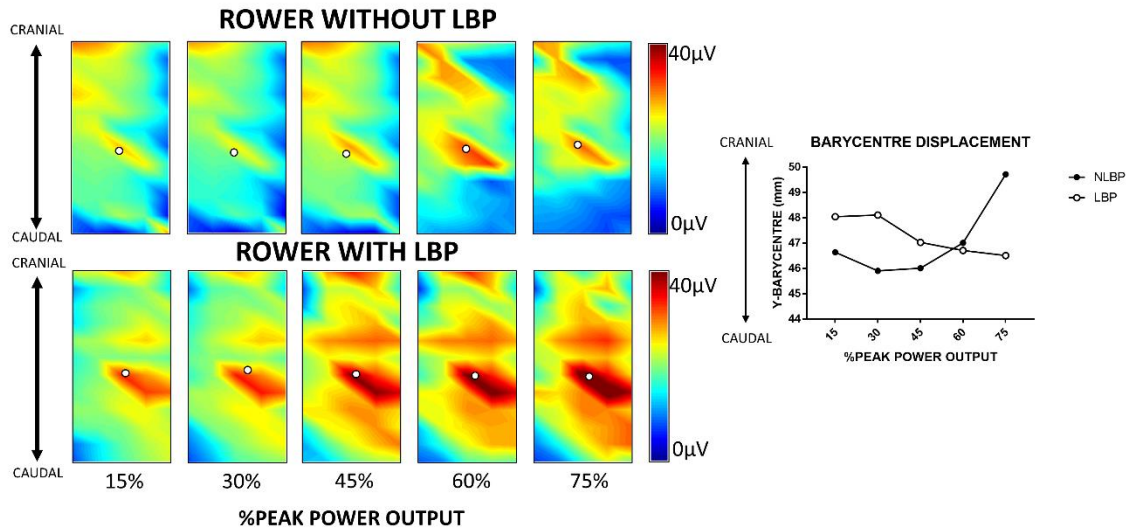 ROWER WITHOUT LBP
CRANIAL
CAUDAL
40µV
0µV
ROWER WITH LBP
CRANIAL
CAUDAL
40µV
0µV
15%
30%
45%
60%
75%
%PEAK POWER OUTPUT
BARYCENTRE DISPLACEMENT
CRANIAL
CAUDAL
Y-BARYCENTRE (mm)
50
49
48
46
45
44
15
30
45
60
75
%PEAK POWER OUTPUT
NLBP
LBP